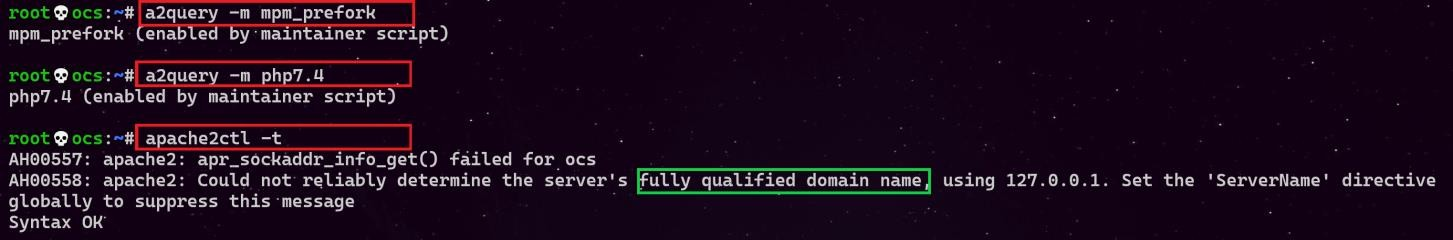 root💀ocs:~# a2query -m mpm_prefork
mpm_prefork (enabled by maintainer script)
root💀ocs:~# a2query -m php7.4
php7.4 (enabled by maintainer script)
root💀ocs:~# apache2ctl -t
AH00557: apache2: apr_sockaddr_info_get() failed for ocs
AH00558: apache2: Could not reliably determine the server's fully qualified domain name, using 127.0.0.1. Set the 'ServerName' directive
globally to suppress this message
Syntax OK